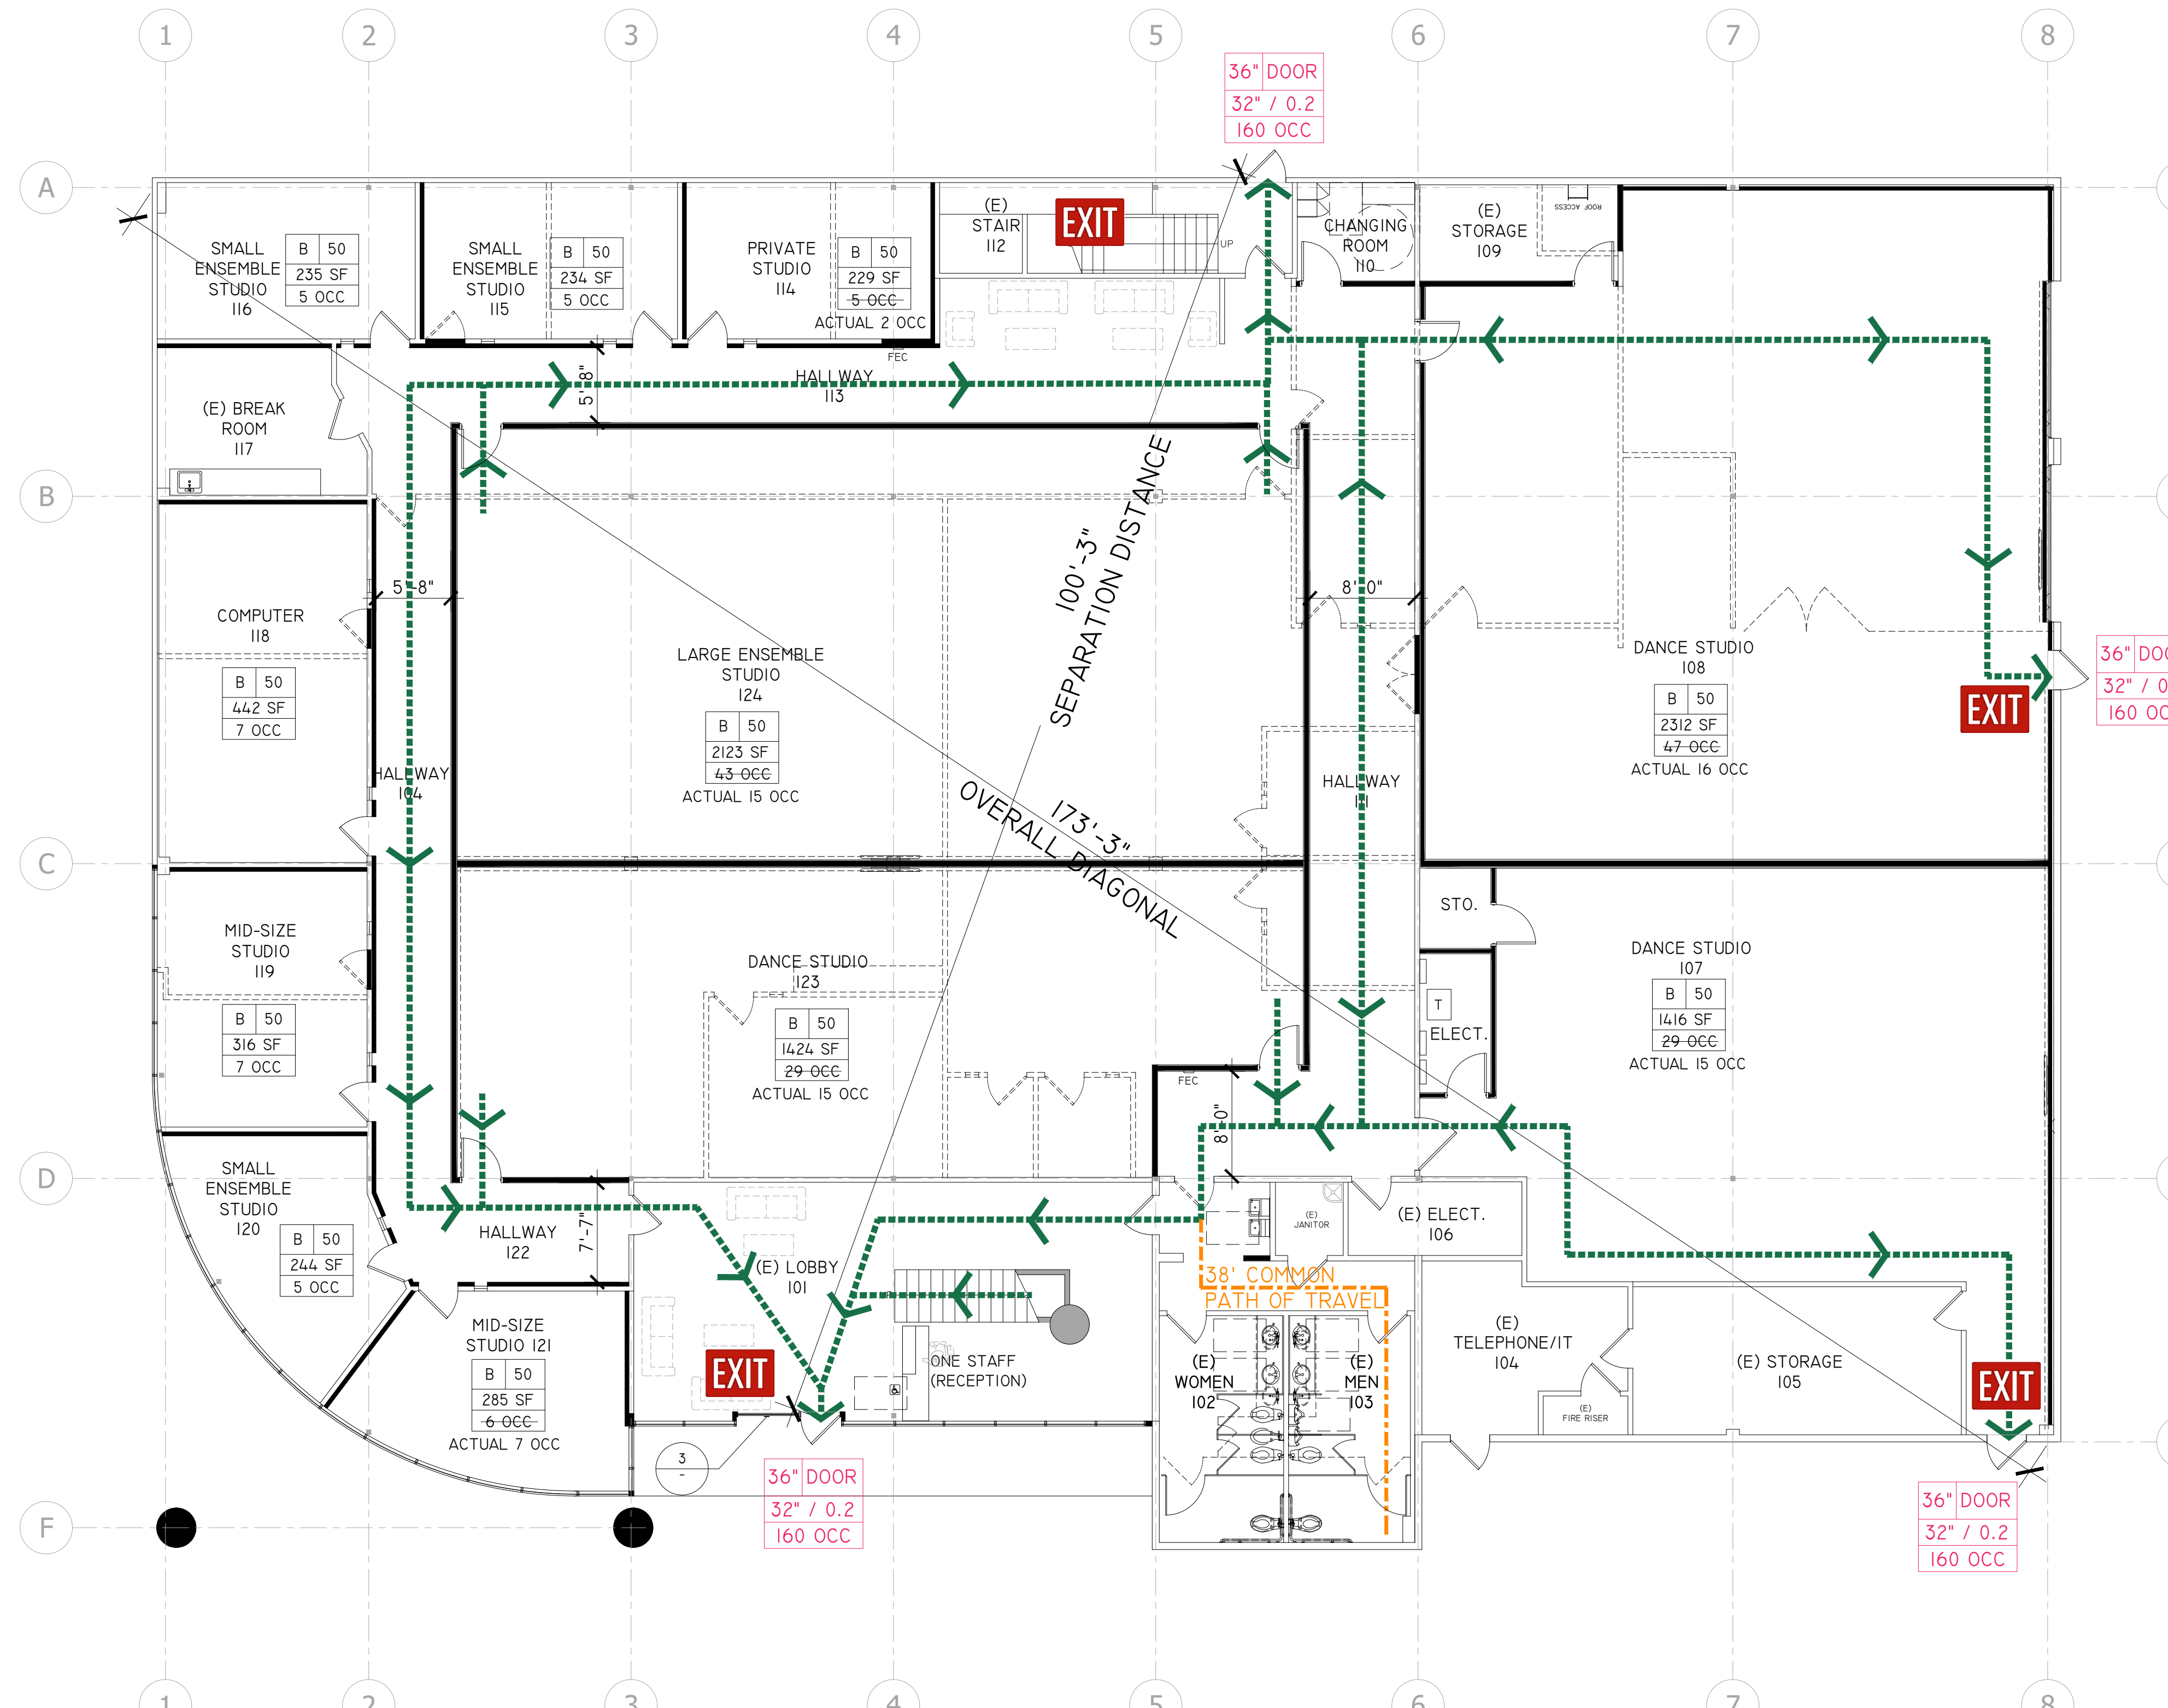 1 2 3 4 5 6 7 8
36" DOOR
32" / 0.2
160 OCC
A
SMALL
ENSEMBLE
STUDIO
116
B 50
235 SF
5 OCC
SMALL
ENSEMBLE
STUDIO
115
B 50
234 SF
5 OCC
PRIVATE
STUDIO
114
B 50
229 SF
5 OCC
ACTUAL 2 OCC
FEC
(E)
STAIR
112
EXIT
UP
CHANGING
ROOM
110
(E)
STORAGE
109
ROOF ACCESS
HALLWAY
113
5'-8"
(E) BREAK
ROOM
117
B
COMPUTER
118
B 50
442 SF
7 OCC
5'-8"
HALLWAY
104
LARGE ENSEMBLE
STUDIO
124
B 50
2123 SF
43 OCC
ACTUAL 15 OCC
100'-3"
SEPARATION DISTANCE
173'-3"
OVERALL DIAGONAL
8'-0"
HALLWAY
111
DANCE STUDIO
108
B 50
2312 SF
47 OCC
ACTUAL 16 OCC
EXIT
36"
32" / 0
160
C
MID-SIZE
STUDIO
119
B 50
316 SF
7 OCC
DANCE STUDIO
123
B 50
1424 SF
29 OCC
ACTUAL 15 OCC
FEC
8'-0"
STO.
T
ELECT.
DANCE STUDIO
107
B 50
1416 SF
29 OCC
ACTUAL 15 OCC
D
SMALL
ENSEMBLE
STUDIO
120
B 50
244 SF
5 OCC
HALLWAY
122
7'-7"
(E) LOBBY
101
ONE STAFF
(RECEPTION)
EXIT
(E)
JANITOR
(E) ELECT.
106
38' COMMON
PATH OF TRAVEL
(E)
WOMEN
102
(E)
MEN
103
(E)
TELEPHONE/IT
104
(E)
FIRE RISER
(E) STORAGE
105
EXIT
MID-SIZE
STUDIO 121
B 50
285 SF
6 OCC
ACTUAL 7 OCC
3
-
36" DOOR
32" / 0.2
160 OCC
36" DOOR
32" / 0.2
160 OCC
F
1 2 3 4 5 6 7 8